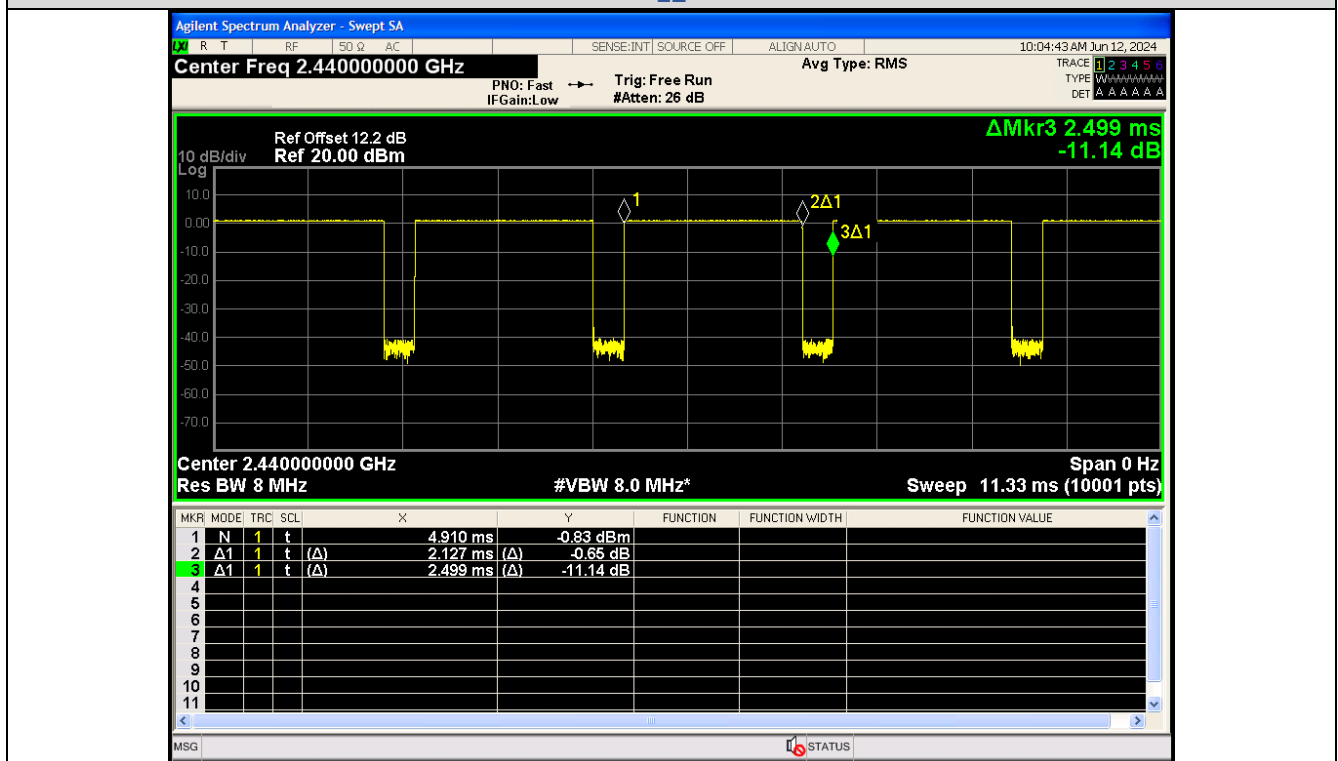 Agilent Spectrum Analyzer - Swept SA
LXI R T RF 50 Ω AC SENSE:INT SOURCE OFF ALIGN AUTO 10:04:43 AM Jun 12, 2024
Center Freq 2.440000000 GHz Avg Type: RMS TRACE 1 2 3 4 5 6
PNO: Fast Trig: Free Run TYPE W
IFGain:Low #Atten: 26 dB DET A A A A A A
ΔMkr3 2.499 ms
-11.14 dB
Ref Offset 12.2 dB
10 dB/div Ref 20.00 dBm
Log
10.0
0.00
-10.0
-20.0
-30.0
-40.0
-50.0
-60.0
-70.0
1
2Δ1
3Δ1
Center 2.440000000 GHz Span 0 Hz
Res BW 8 MHz #VBW 8.0 MHz* Sweep 11.33 ms (10001 pts)
MKR MODE TRC SCL X Y FUNCTION FUNCTION WIDTH FUNCTION VALUE
1 N 1 t 4.910 ms -0.83 dBm
2 Δ1 1 t (Δ) 2.127 ms (Δ) -0.65 dB
3 Δ1 1 t (Δ) 2.499 ms (Δ) -11.14 dB
4
5
6
7
8
9
10
11
MSG STATUS